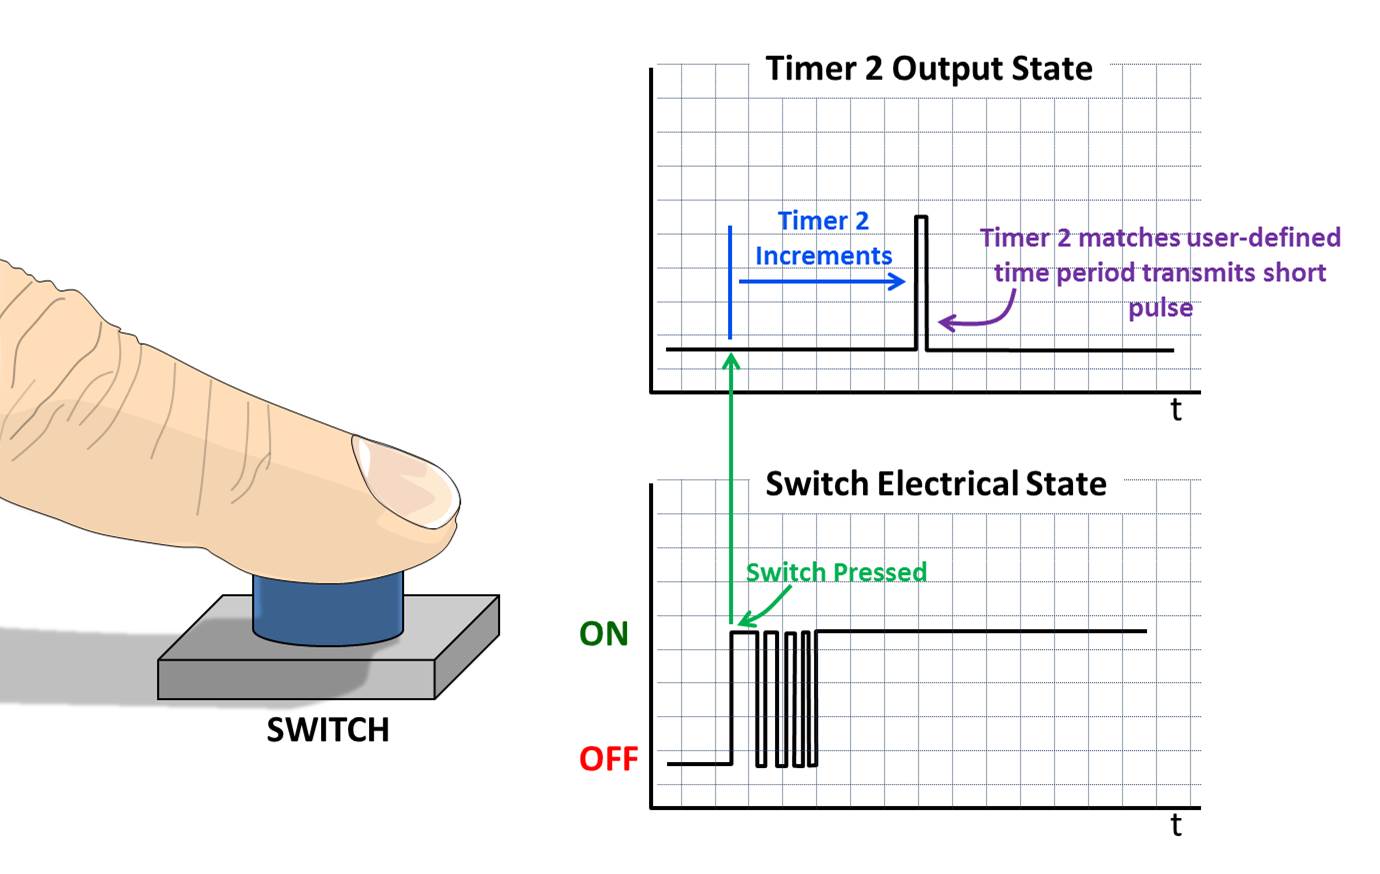 Timer 2 Output State
Timer 2
Increments
Timer 2 matches user-defined
time period transmits short
pulse
t
Switch Electrical State
Switch Pressed
ON
OFF
t
SWITCH